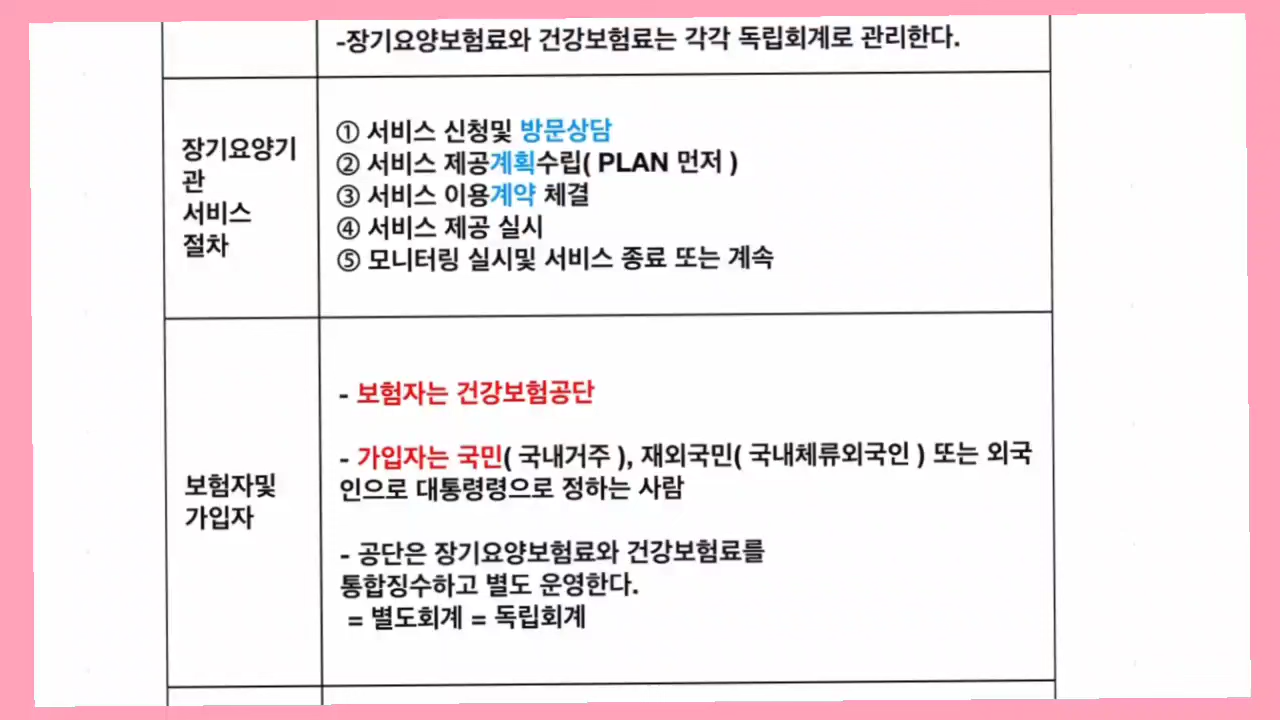 -장기요양보험료와 건강보험료는 각각 독립회계로 관리한다.
장기요양기
관
서비스
절차
① 서비스 신청및 방문상담
② 서비스 제공계획수립( PLAN 먼저 )
③ 서비스 이용계약 체결
④ 서비스 제공 실시
⑤ 모니터링 실시및 서비스 종료 또는 계속
보험자및
가입자
- 보험자는 건강보험공단
- 가입자는 국민( 국내거주 ), 재외국민( 국내체류외국인 ) 또는 외국
인으로 대통령령으로 정하는 사람
- 공단은 장기요양보험료와 건강보험료를
통합징수하고 별도 운영한다.
= 별도회계 = 독립회계